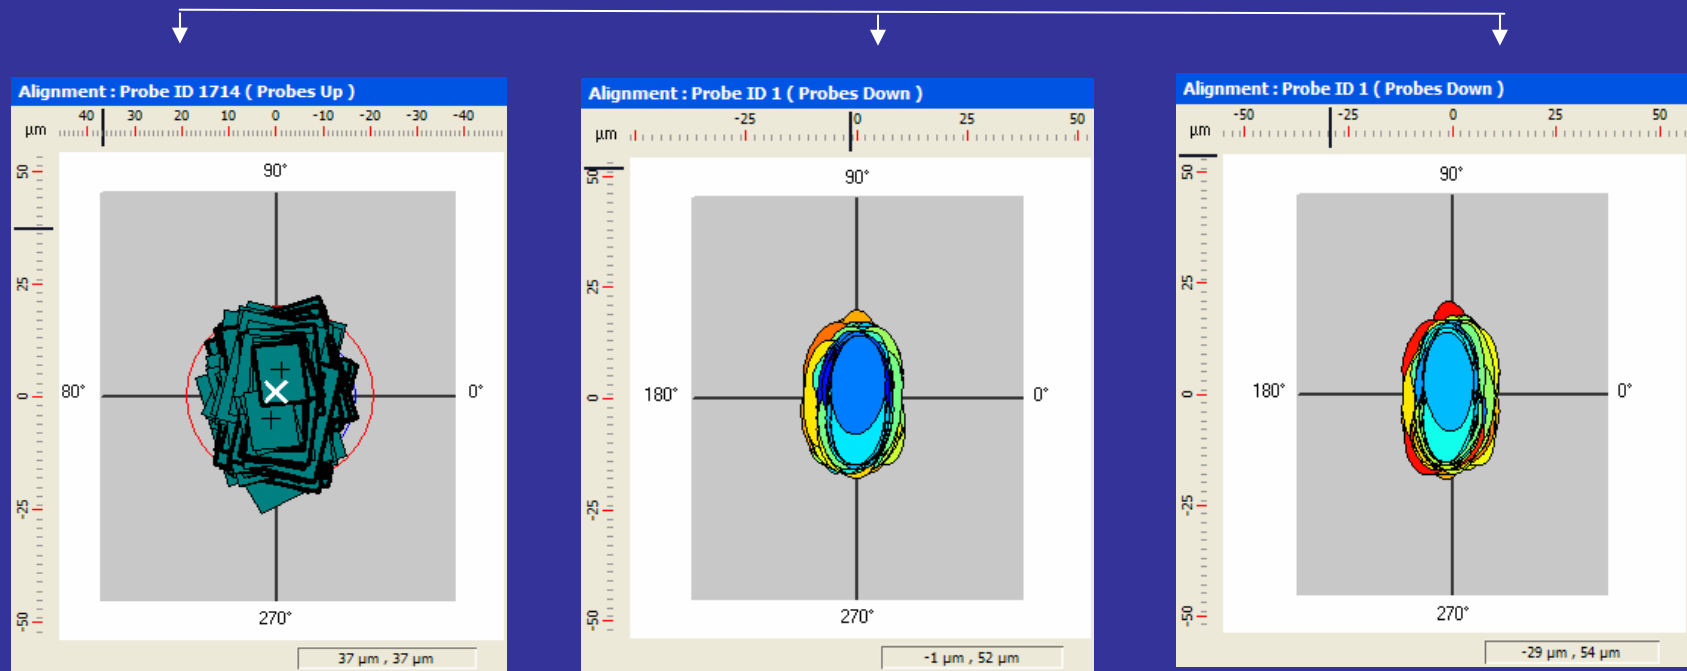 Alignment : Probe ID 1714 ( Probes Up )
µm
40 30 20 10 0 -10 -20 -30 -40
50
25
0
-25
-50
90°
80°
0°
270°
37 µm , 37 µm
Alignment : Probe ID 1 ( Probes Down )
µm
-25 0 25 50
50
25
0
-25
-50
90°
180°
0°
270°
-1 µm , 52 µm
Alignment : Probe ID 1 ( Probes Down )
µm
-50 -25 0 25 50
50
25
0
-25
-50
90°
180°
0°
270°
-29 µm , 54 µm